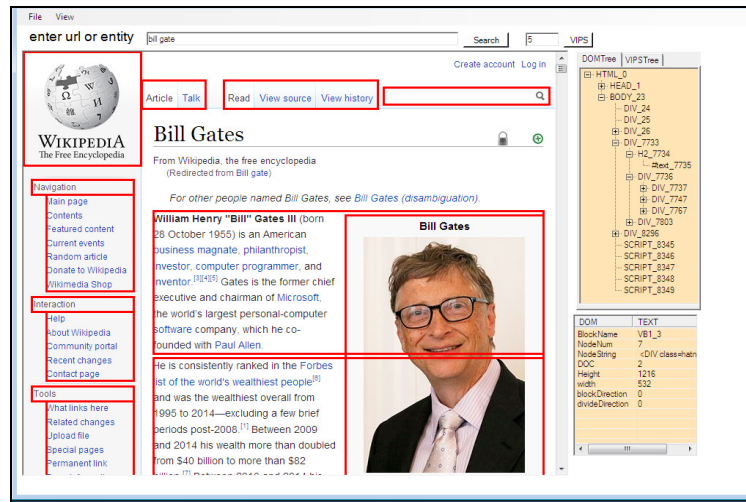 File View
enter url or entity bill gate Search 5 VIPS
WIKIPEDIA
The Free Encyclopedia
Navigation
Main page
Contents
Featured content
Current events
Random article
Donate to Wikipedia
Wikimedia Shop
Interaction
Help
About Wikipedia
Community portal
Recent changes
Contact page
Tools
What links here
Related changes
Upload file
Special pages
Permanent link
Create account Log in
Article Talk Read View source View history
Bill Gates
From Wikipedia, the free encyclopedia
(Redirected from Bill gate)
For other people named Bill Gates, see Bill Gates (disambiguation).
William Henry "Bill" Gates III (born
28 October 1955) is an American
business magnate, philanthropist,
investor, computer programmer, and
inventor.[3][4][5] Gates is the former chief
executive and chairman of Microsoft,
the world's largest personal-computer
software company, which he co-
founded with Paul Allen.
He is consistently ranked in the Forbes
list of the world's wealthiest people[6]
and was the wealthiest overall from
1995 to 2014—excluding a few brief
periods post-2008.[1] Between 2009
and 2014 his wealth more than doubled
from $40 billion to more than $82
Bill Gates
DOMTree VIPSTree
HTML_0
HEAD_1
BODY_23
DIV_24
DIV_25
DIV_26
DIV_7733
H2_7734
#text_7735
DIV_7736
DIV_7737
DIV_7747
DIV_7767
DIV_7803
DIV_8296
SCRIPT_8345
SCRIPT_8346
SCRIPT_8347
SCRIPT_8348
SCRIPT_8349
DOM TEXT
BlockName VB1_3
NodeNum 7
NodeString <DIV class=hatn
DOC 2
Height 1216
width 532
blockDirection 0
divideDirection 0